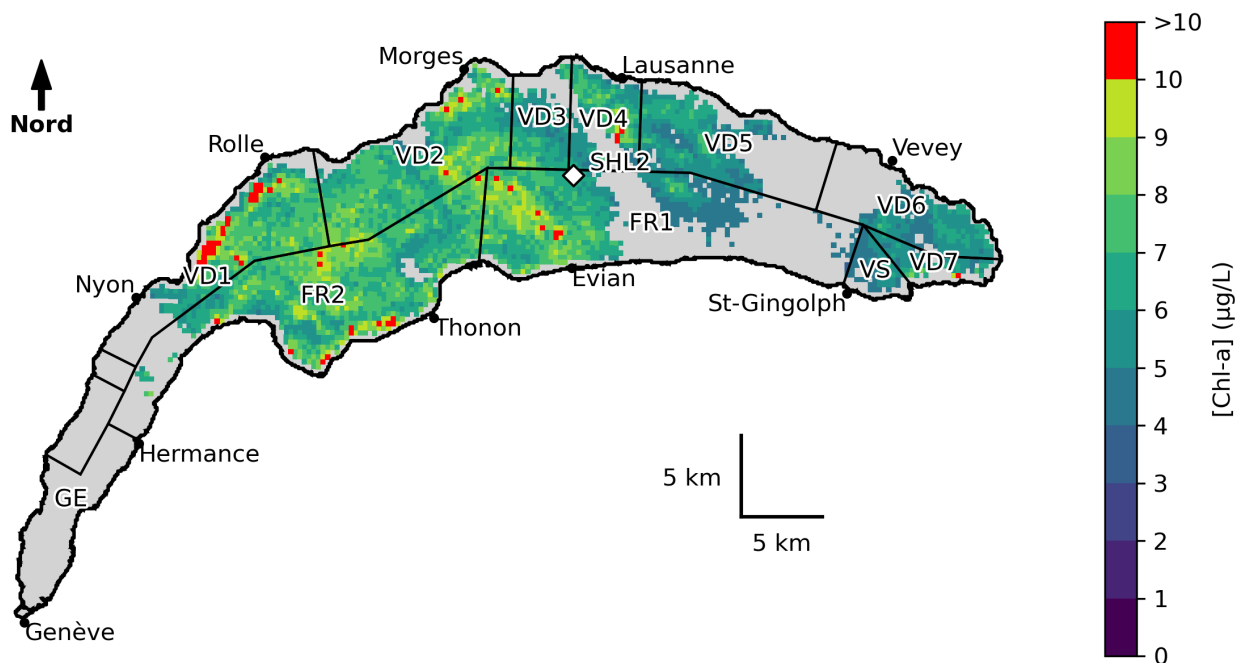 Nord
Morges
Lausanne
Rolle
Vevey
Nyon
Evian
Thonon
St-Gingolph
Hermance
Genève
VD3
VD4
VD5
VD2
SHL2
VD6
FR1
VD1
VS
VD7
FR2
GE
5 km
5 km
>10
10
9
8
7
6
5
4
3
2
1
0
[Chl-a] (µg/L)